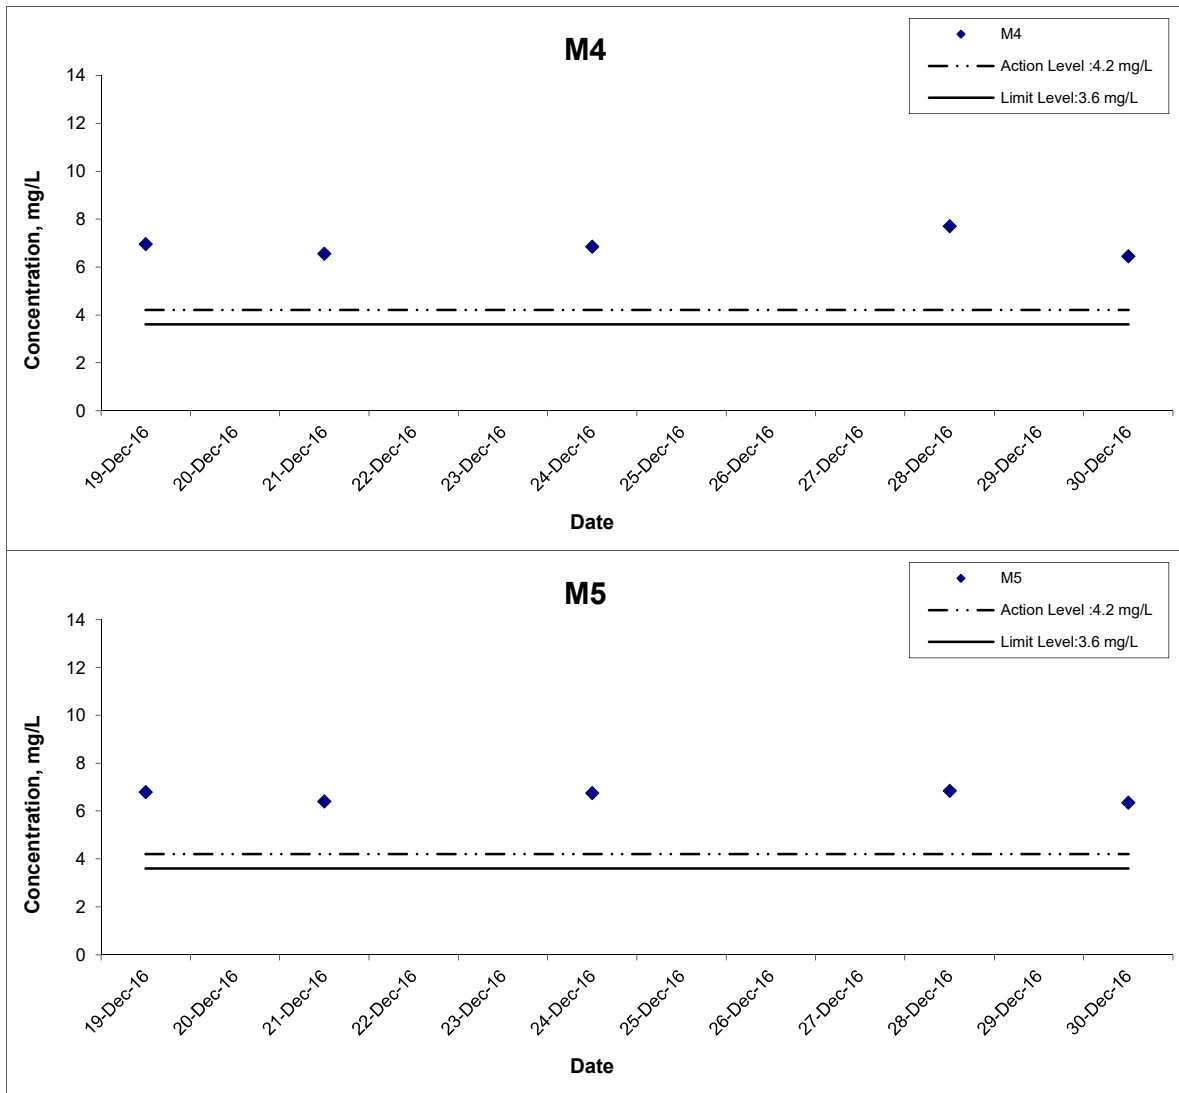 M4
M4
Action Level :4.2 mg/L
Limit Level:3.6 mg/L
Concentration, mg/L
14
12
10
8
6
4
2
0
19-Dec-16
20-Dec-16
21-Dec-16
22-Dec-16
23-Dec-16
24-Dec-16
25-Dec-16
26-Dec-16
27-Dec-16
28-Dec-16
29-Dec-16
30-Dec-16
Date
M5
M5
Action Level :4.2 mg/L
Limit Level:3.6 mg/L
Concentration, mg/L
14
12
10
8
6
4
2
0
19-Dec-16
20-Dec-16
21-Dec-16
22-Dec-16
23-Dec-16
24-Dec-16
25-Dec-16
26-Dec-16
27-Dec-16
28-Dec-16
29-Dec-16
30-Dec-16
Date